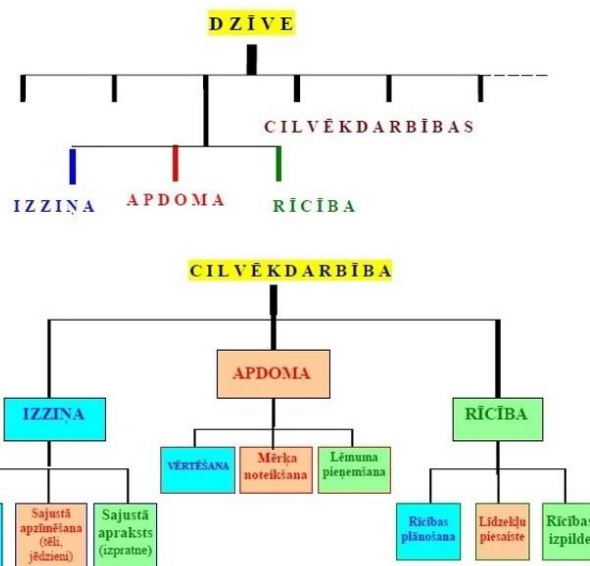 DZĪVE
CILVĒKDARBĪBAS
IZZIŅA APDOMA RĪCĪBA
CILVĒKDARBĪBA
APDOMA
IZZIŅA
RĪCĪBA
VĒRTĒŠANA
Mērķa
noteikšana
Lēmuma
pieņemšana
Sajustā
apzīmēšana
(tēli,
jēdzieni)
Sajustā
apraksts
(izpratne)
Rīcības
plānošana
Līdzekļu
piesaiste
Rīcības
izpilde